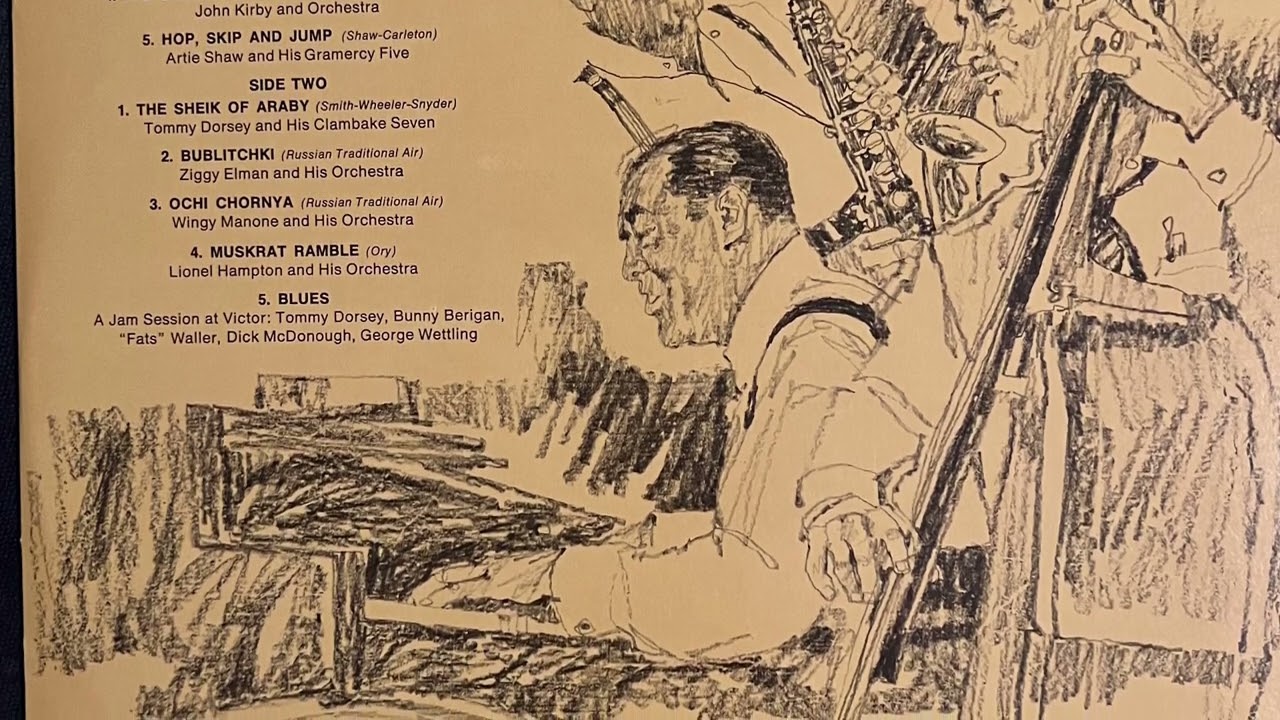 John Kirby and Orchestra
5. HOP, SKIP AND JUMP (Shaw-Carleton)
Artie Shaw and His Gramercy Five
SIDE TWO
1. THE SHEIK OF ARABY (Smith-Wheeler-Snyder)
Tommy Dorsey and His Clambake Seven
2. BUBLITCHKI (Russian Traditional Air)
Ziggy Elman and His Orchestra
3. OCHI CHORNYA (Russian Traditional Air)
Wingy Manone and His Orchestra
4. MUSKRAT RAMBLE (Ory)
Lionel Hampton and His Orchestra
5. BLUES
A Jam Session at Victor: Tommy Dorsey, Bunny Berigan,
"Fats" Waller, Dick McDonough, George Wettling